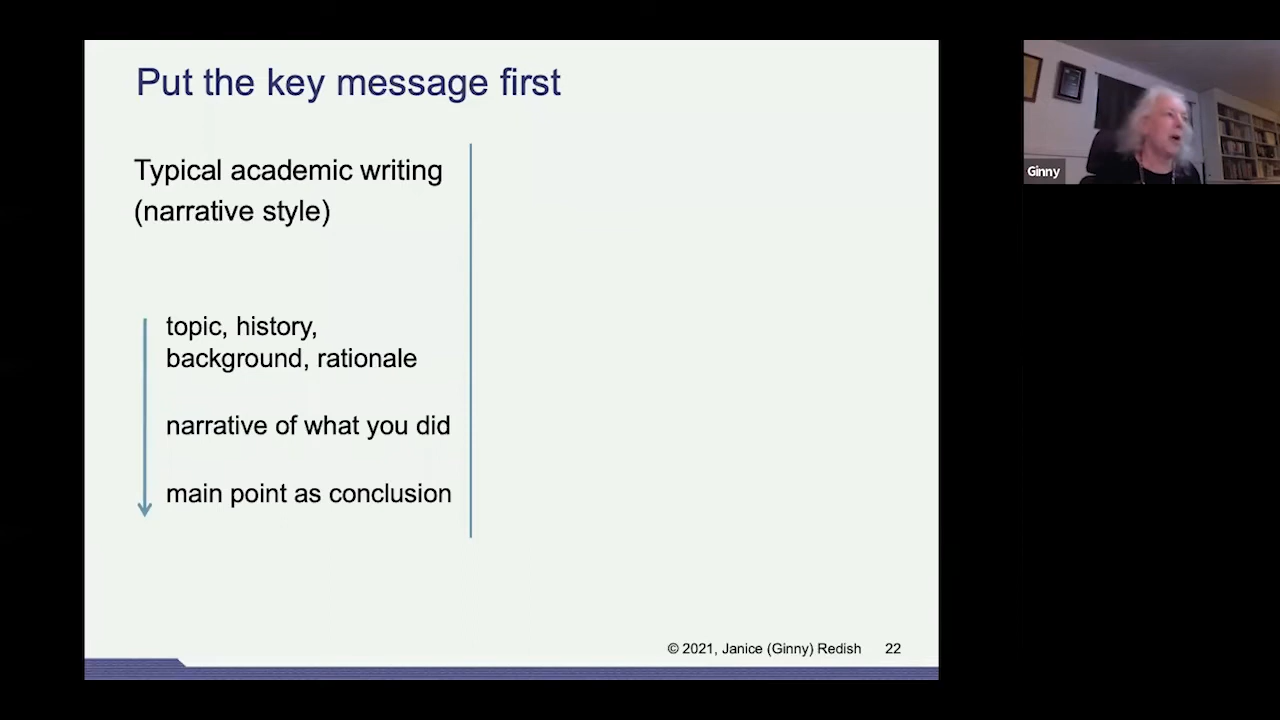 Put the key message first
Typical academic writing
(narrative style)
topic, history,
background, rationale
narrative of what you did
main point as conclusion
© 2021, Janice (Ginny) Redish 22
Ginny